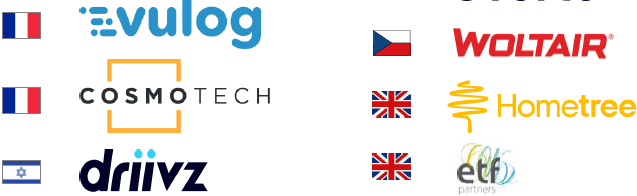 vulog
COSMOTECH
driivz
WOLTAIR®
Hometree
etf
partners